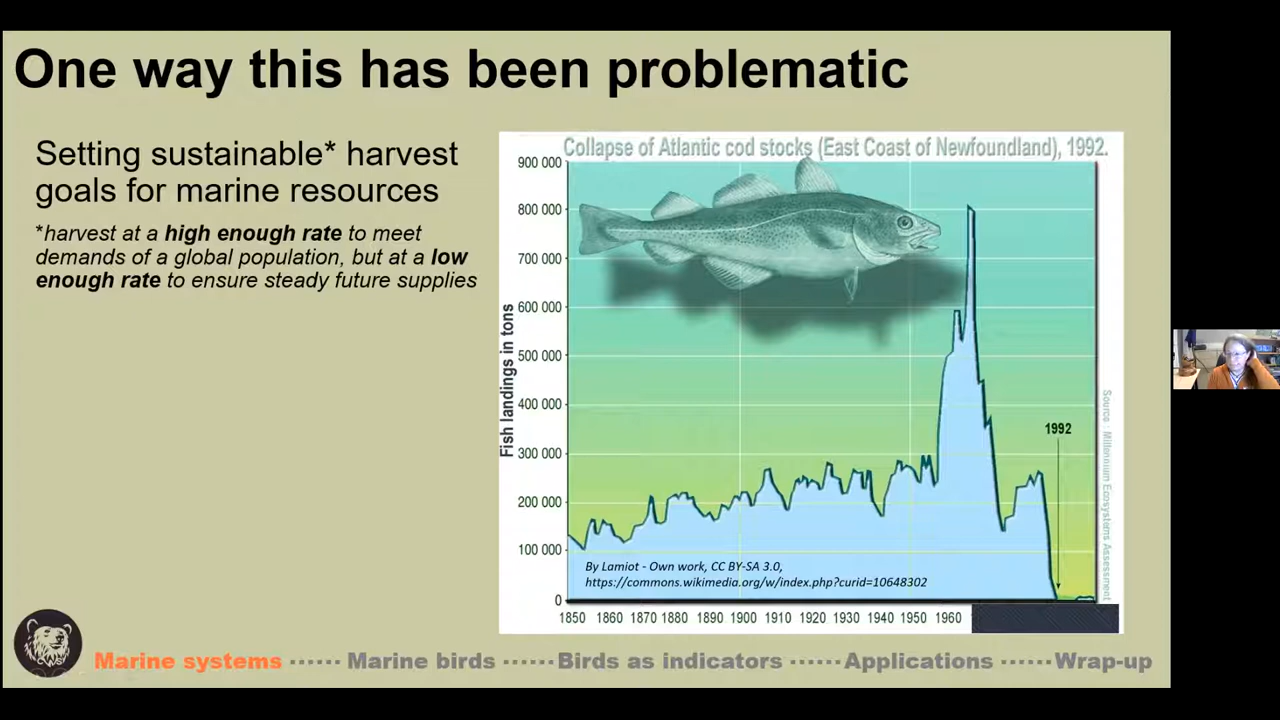 One way this has been problematic
Setting sustainable* harvest
goals for marine resources
*harvest at a high enough rate to meet
demands of a global population, but at a low
enough rate to ensure steady future supplies
Collapse of Atlantic cod stocks (East Coast of Newfoundland), 1992.
Fish landings in tons
900 000
800 000
700 000
600 000
500 000
400 000
300 000
200 000
100 000
0
1992
Source : Millennium Ecosystems Assessment
By Lamiot - Own work, CC BY-SA 3.0,
https://commons.wikimedia.org/w/index.php?curid=10648302
1850 1860 1870 1880 1890 1900 1910 1920 1930 1940 1950 1960
Marine systems ······ Marine birds ······ Birds as indicators ······ Applications ······ Wrap-up